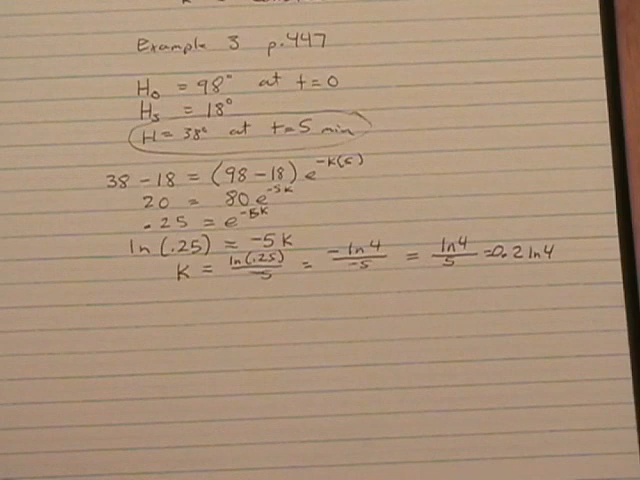 Example 3 p.447
H₀ = 98° at t=0
Hₛ = 18°
H = 38° at t=5 min
38 - 18 = (98 - 18) e^-k(5)
20 = 80 e^-5k
.25 = e^-5k
ln(.25) = -5k
k = ln(.25)/-5 = -ln4/-5 = ln4/5 = 0.2 ln4